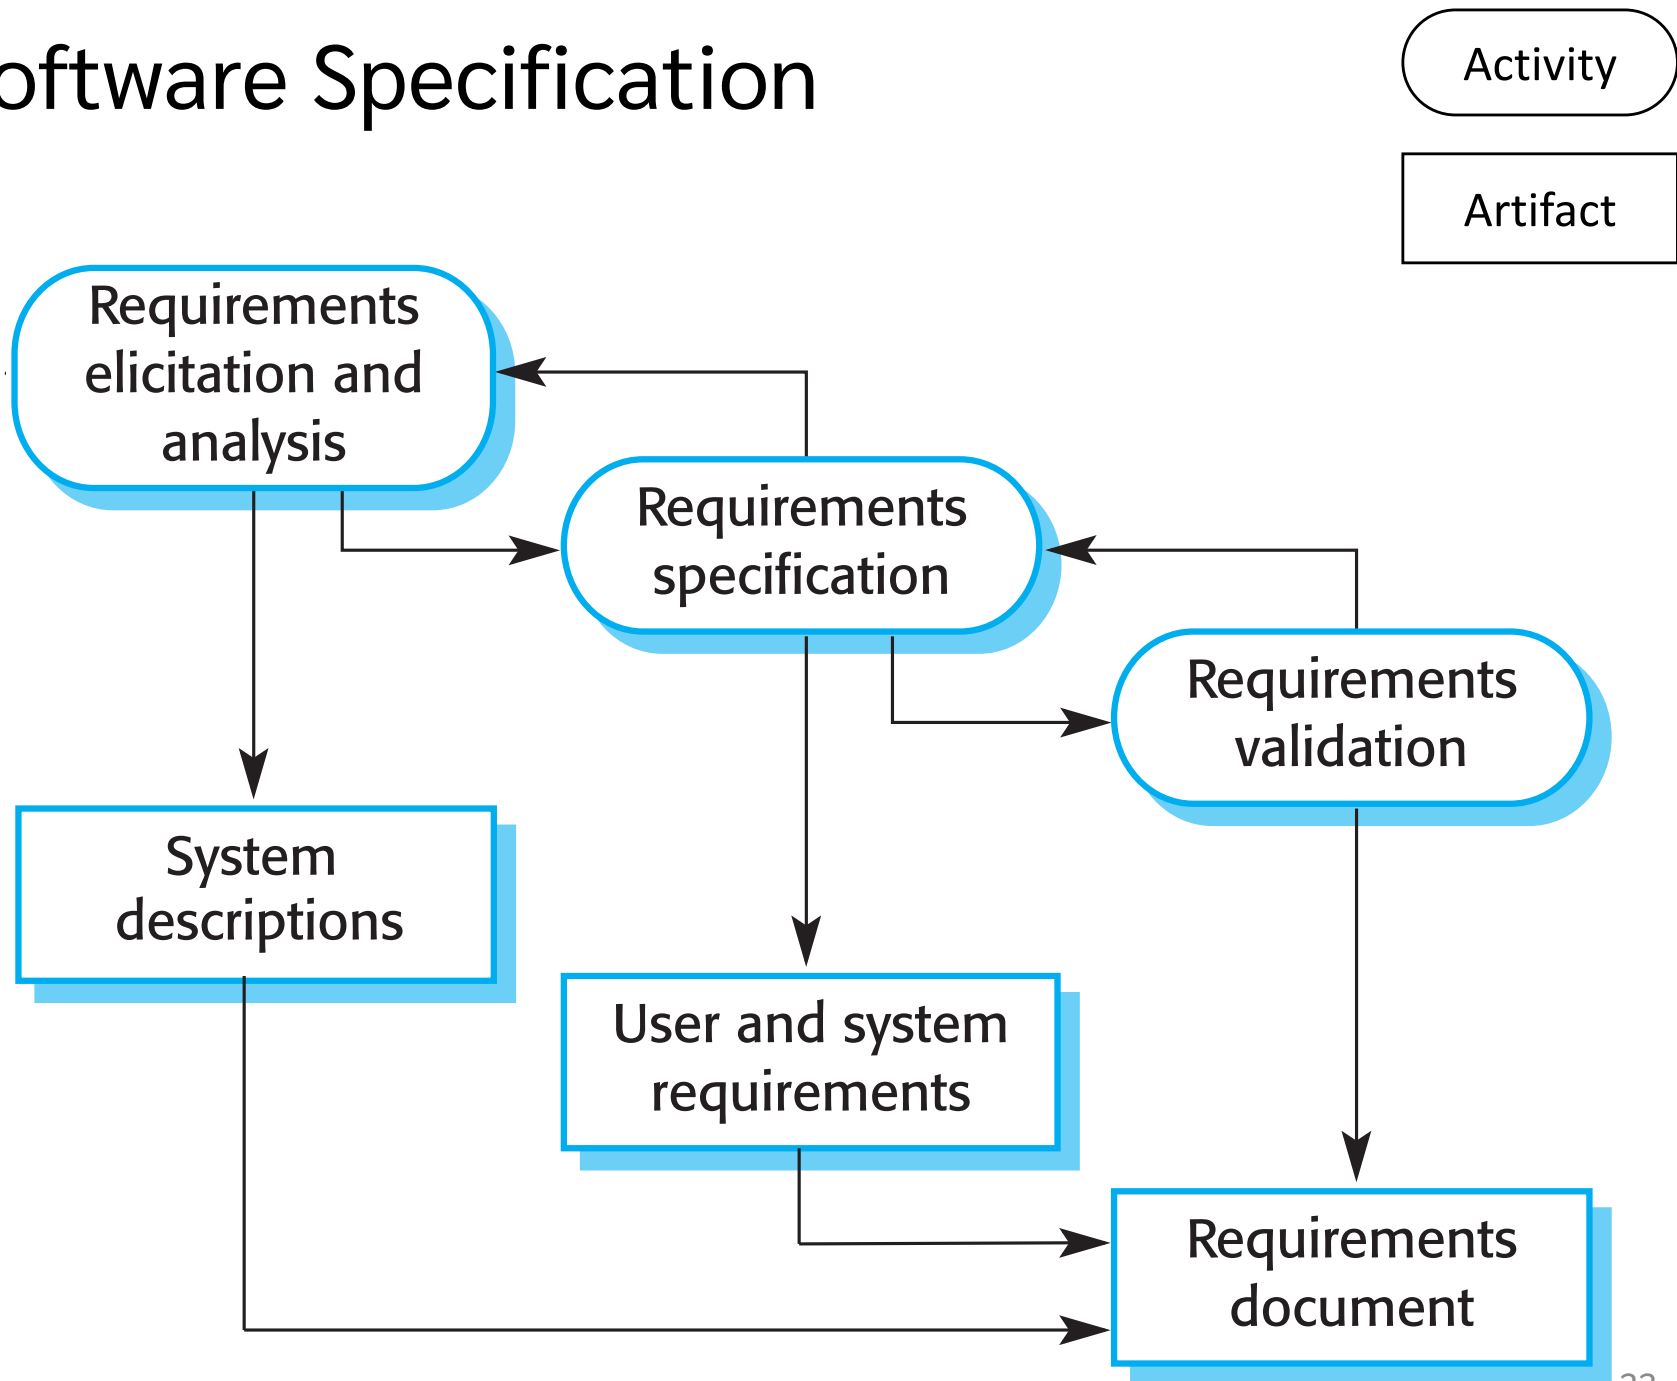 oftware Specification
Activity
Artifact
Requirements
elicitation and
analysis
Requirements
specification
Requirements
validation
System
descriptions
User and system
requirements
Requirements
document